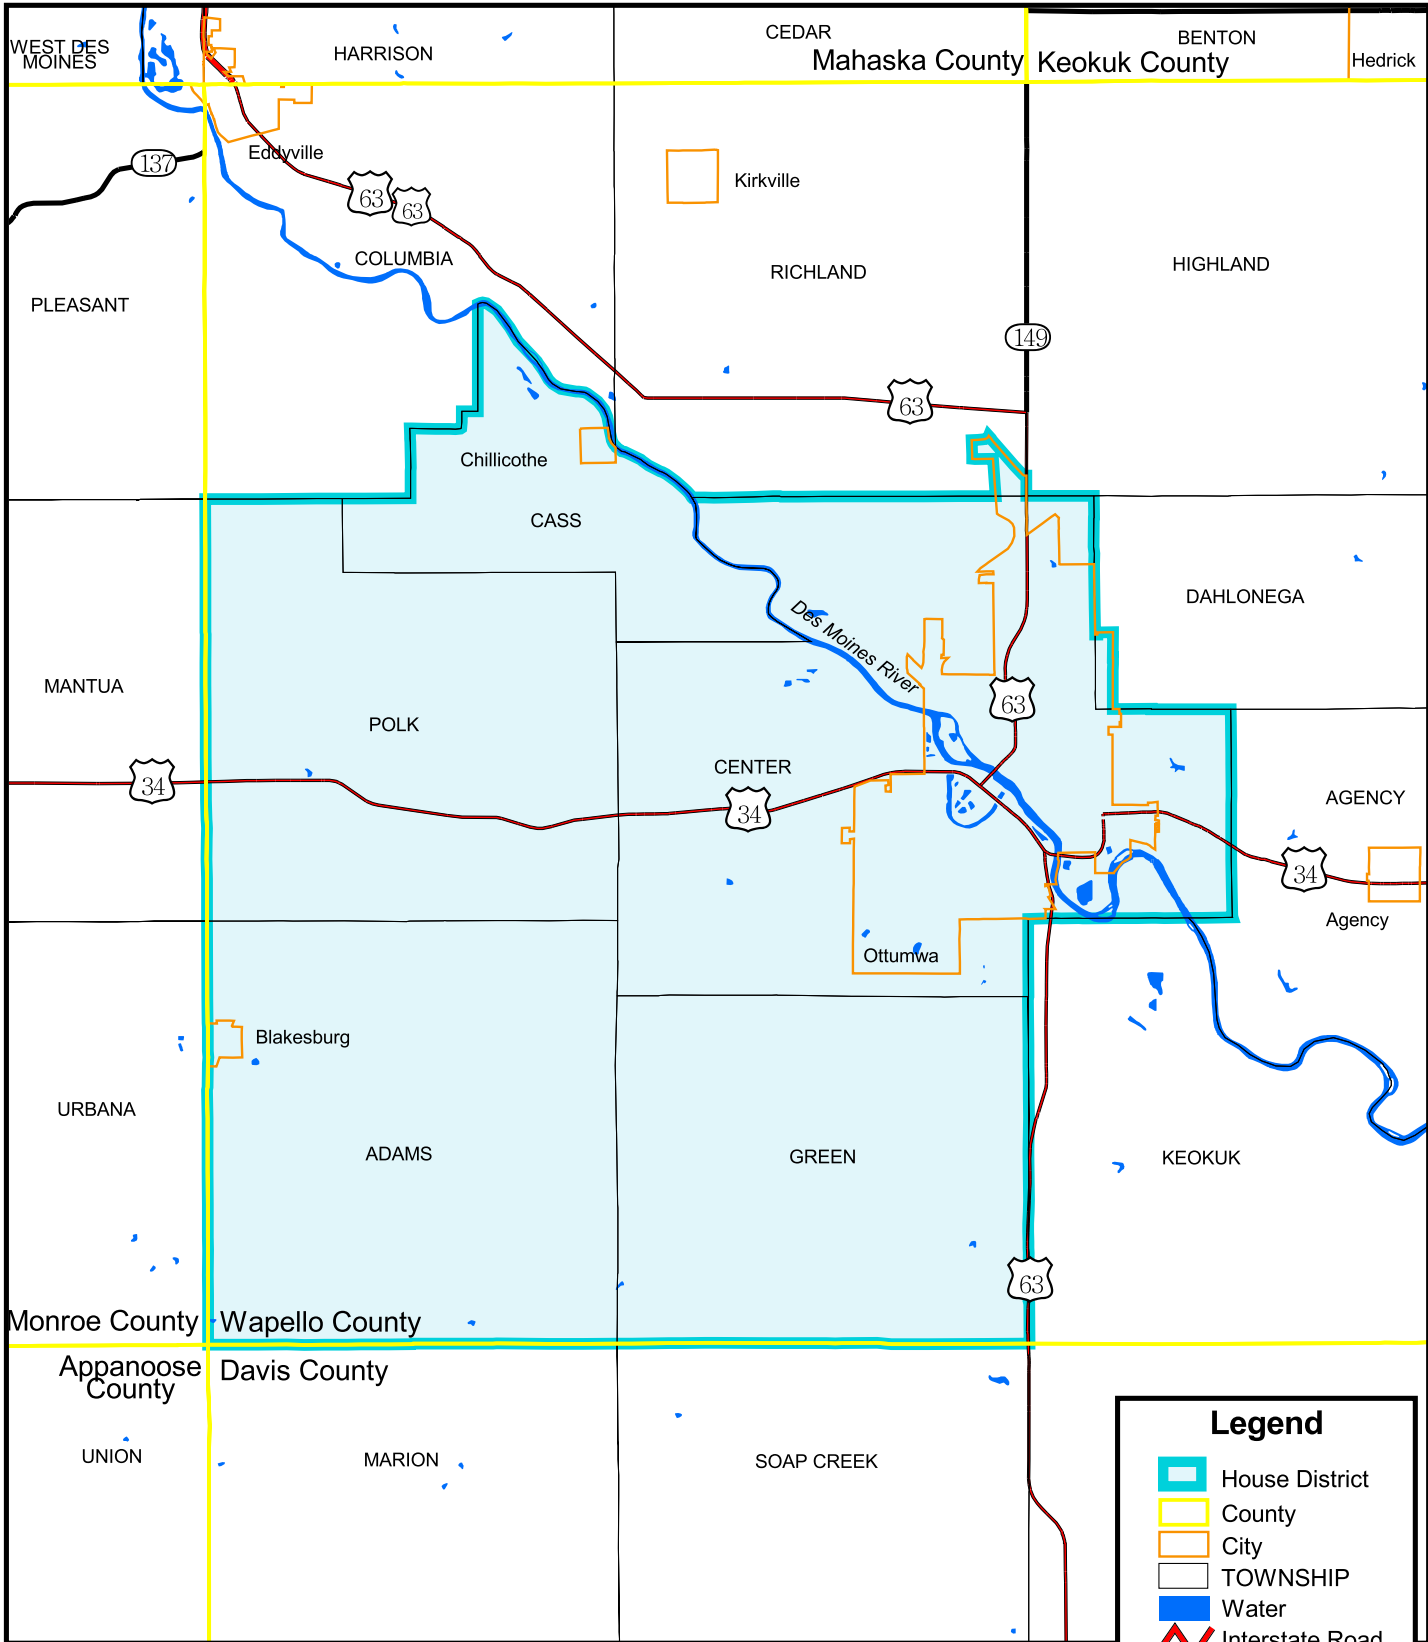 WEST DES
MOINES
HARRISON
CEDAR
Mahaska County
Keokuk County
BENTON
Hedrick
137
Eddyville
63
63
Kirkville
COLUMBIA
RICHLAND
HIGHLAND
PLEASANT
149
63
Chillicothe
CASS
DAHLONEGA
Des Moines River
MANTUA
POLK
63
34
CENTER
34
AGENCY
34
Agency
Ottumwa
Blakesburg
URBANA
ADAMS
GREEN
KEOKUK
63
Monroe County
Wapello County
Appanoose
County
Davis County
UNION
MARION
SOAP CREEK
Legend
House District
County
City
TOWNSHIP
Water
Interstate Road